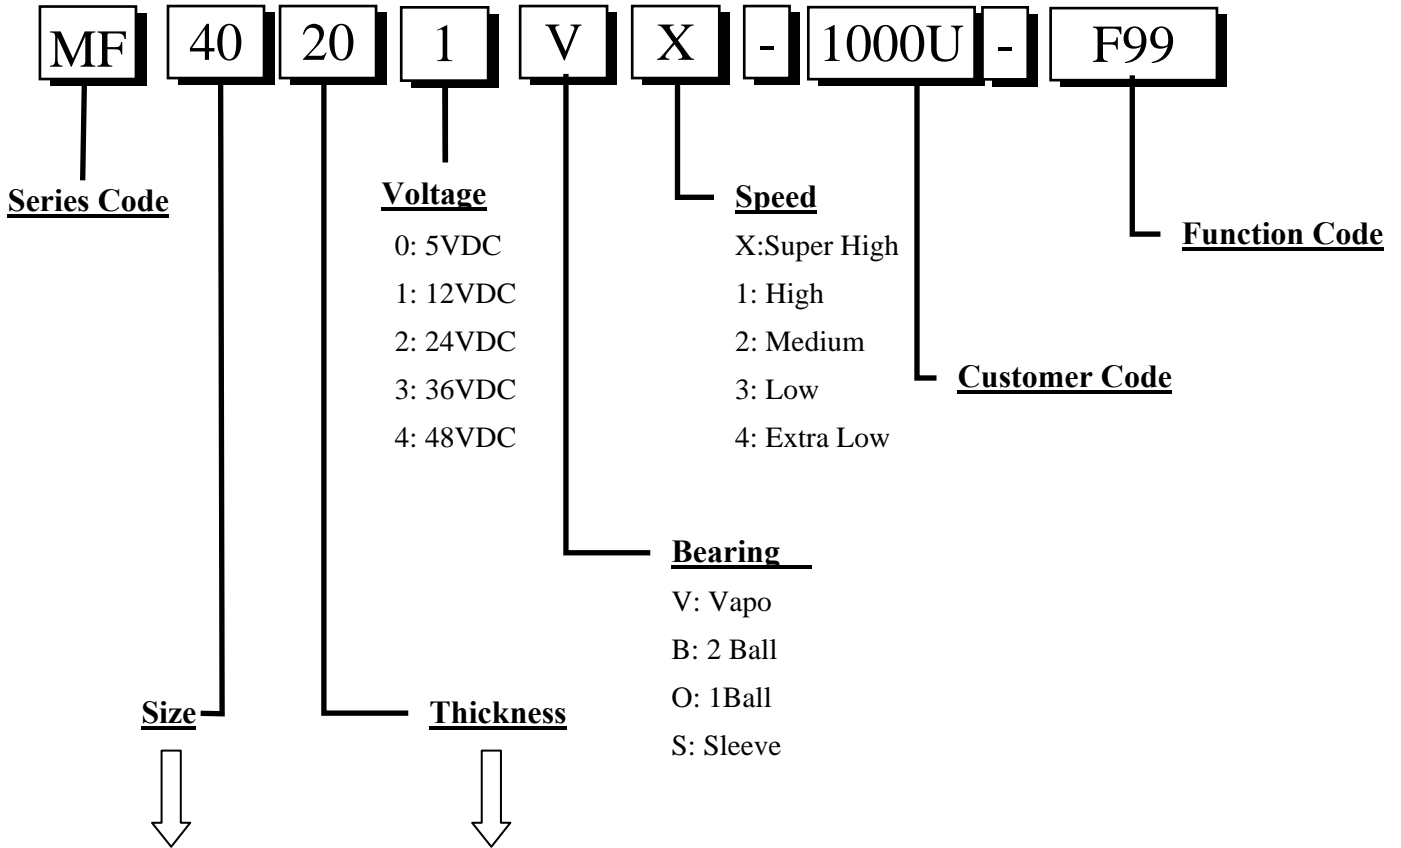 MF 40 20 1 V X - 1000U - F99
Series Code
Voltage
0: 5VDC
1: 12VDC
2: 24VDC
3: 36VDC
4: 48VDC
Speed
X:Super High
1: High
2: Medium
3: Low
4: Extra Low
Function Code
Customer Code
Bearing
V: Vapo
B: 2 Ball
O: 1Ball
S: Sleeve
Size
Thickness